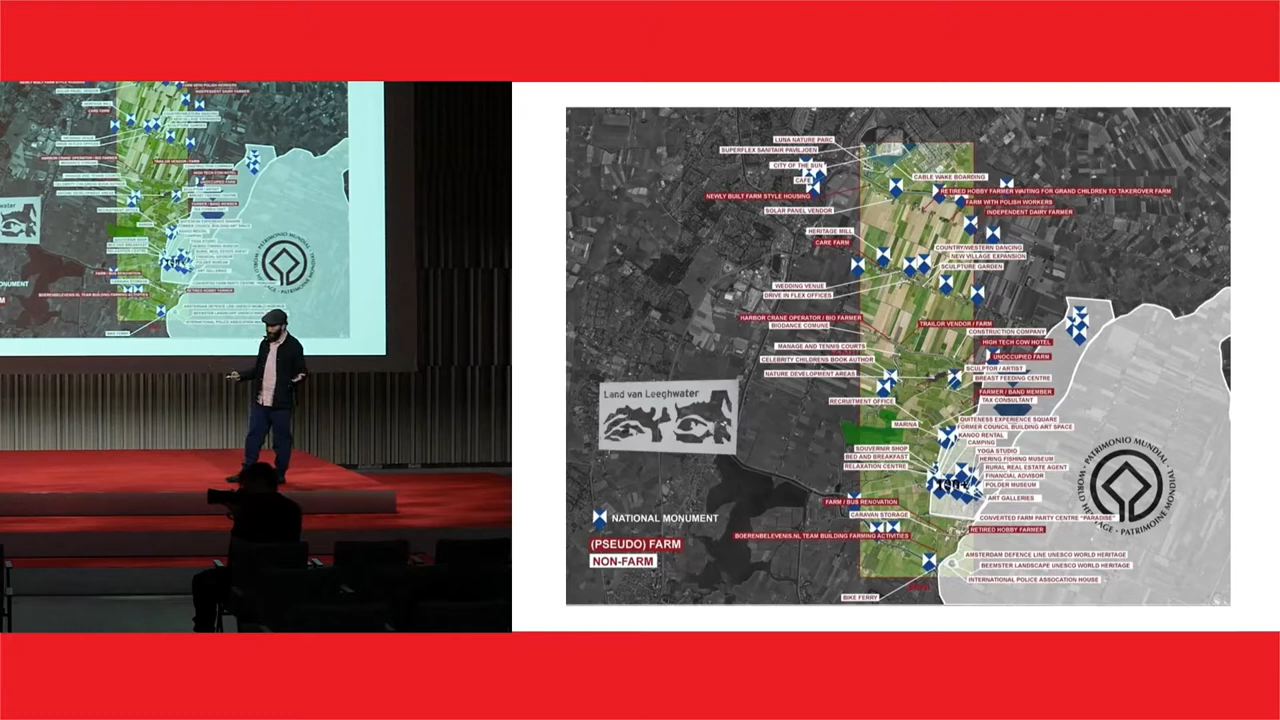 LUNA NATURE PARC
SUPERFLEX SANITAIR PAVILJOEN
CITY OF THE SUN
CAFE
CABLE WAKE BOARDING
NEWLY BUILT FARM STYLE HOUSING
RETIRED HOBBY FARMER WAITING FOR GRAND CHILDREN TO TAKEOVER FARM
FARM WITH POLISH WORKERS
SOLAR PANEL VENDOR
INDEPENDENT DAIRY FARMER
HERITAGE MILL
CARE FARM
COUNTRY/WESTERN DANCING
NEW VILLAGE EXPANSION
SCULPTURE GARDEN
WEDDING VENUE
DRIVE IN FLEX OFFICES
HARBOR CRANE OPERATOR / BIO FARMER
BIODANCE COMUNE
TRAILOR VENDOR / FARM
CONSTRUCTION COMPANY
HIGH TECH COW HOTEL
MANAGE AND TENNIS COURTS
UNOCCUPIED FARM
CELEBRITY CHILDRENS BOOK AUTHOR
SCULPTOR / ARTIST
NATURE DEVELOPMENT AREAS
BREAST FEEDING CENTRE
FARMER / BAND MEMBER
Land van Leeghwater
RECRUITMENT OFFICE
TAX CONSULTANT
MARINA
QUITENESS EXPERIENCE SQUARE
FORMER COUNCIL BUILDING ART SPACE
KANOO RENTAL
CAMPING
SOUVERNIR SHOP
YOGA STUDIO
BED AND BREAKFAST
HERING FISHING MUSEUM
RELAXATION CENTRE
RURAL REAL ESTATE AGENT
FINANCIAL ADVISOR
POLDER MUSEUM
ART GALLERIES
WORLD HERITAGE • PATRIMONIO MUNDIAL • PATRIMOINE MONDIAL
FARM / BUS RENOVATION
CARAVAN STORAGE
CONVERTED FARM PARTY CENTRE "PARADISE"
NATIONAL MONUMENT
RETIRED HOBBY FARMER
BOERENBELEVENIS.NL TEAM BUILDING FARMING ACTIVITIES
(PSEUDO) FARM
NON-FARM
AMSTERDAM DEFENCE LINE UNESCO WORLD HERITAGE
BEEMSTER LANDSCAPE UNESCO WORLD HERITAGE
INTERNATIONAL POLICE ASSOCATION HOUSE
BIKE FERRY